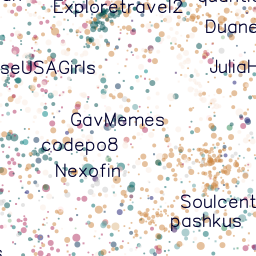 Exploretravel2
Duane
seUSAGirls
JuliaH
GavMemes
codepo8
Nexofin
Soulcent
pashkus